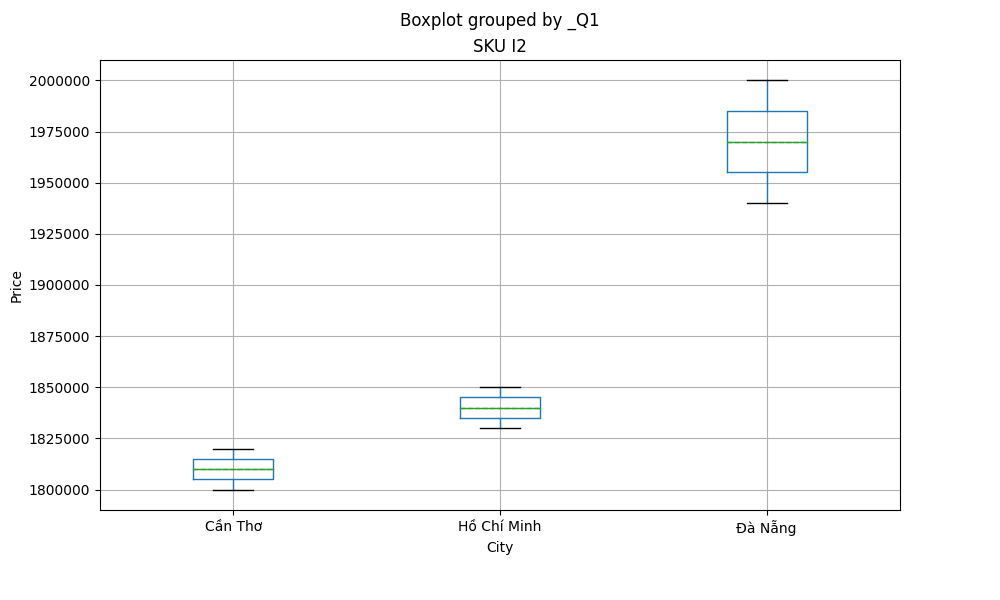 Boxplot grouped by _Q1
SKU I2
2000000
1975000
1950000
1925000
1900000
1875000
1850000
1825000
1800000
Price
Cần Thơ
Hồ Chí Minh
Đà Nẵng
City